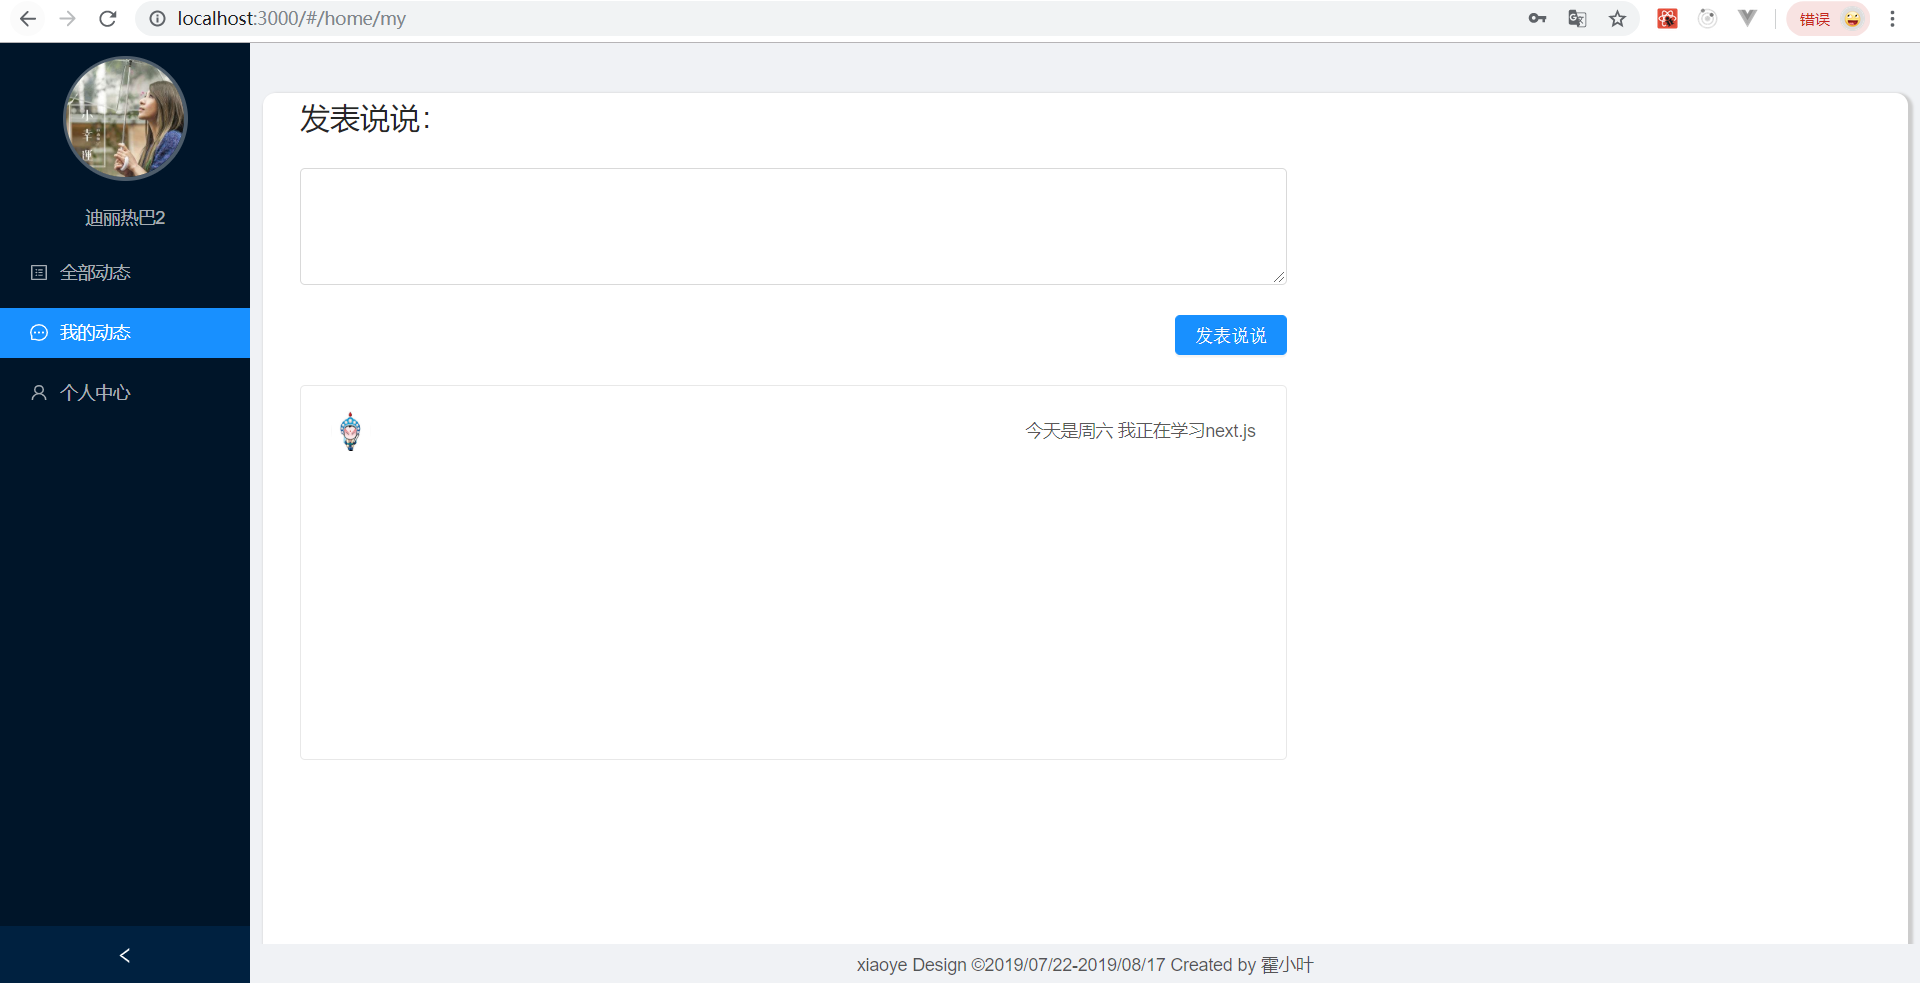 localhost:3000/#/home/my
错误
小
幸
运
迪丽热巴2
全部动态
我的动态
个人中心
发表说说：
发表说说
今天是周六 我正在学习next.js
xiaoye Design ©2019/07/22-2019/08/17 Created by 霍小叶